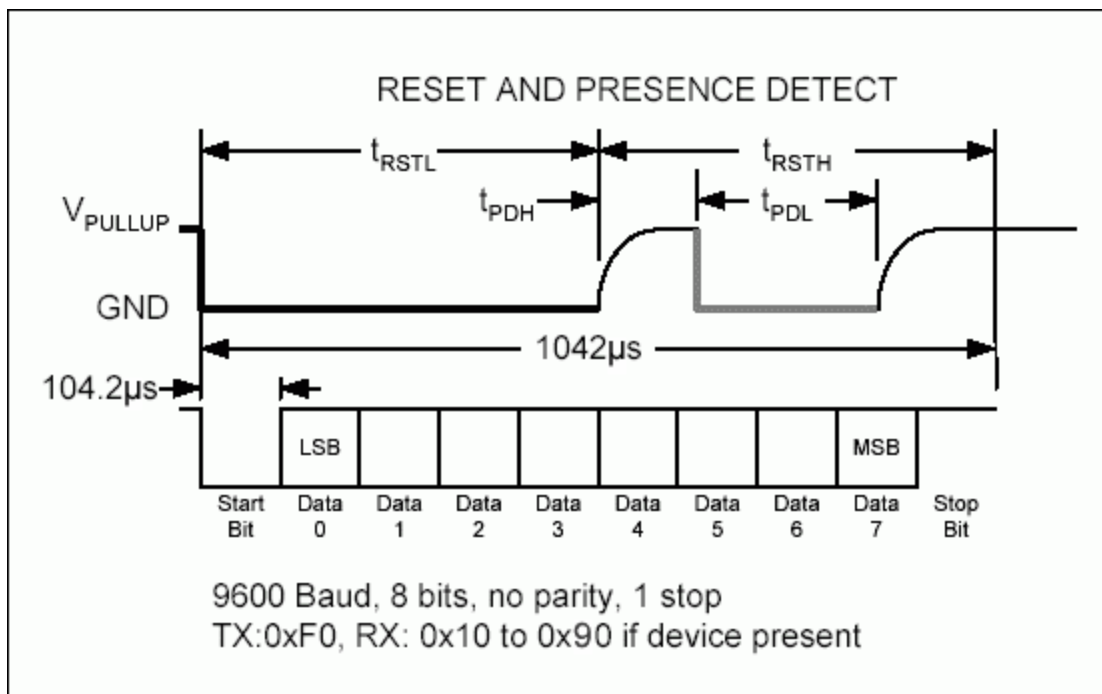 RESET AND PRESENCE DETECT
tRSTL
tRSTH
tPDH
tPDL
VPULLUP
GND
1042µs
104.2µs
LSB
MSB
Start Bit
Data 0
Data 1
Data 2
Data 3
Data 4
Data 5
Data 6
Data 7
Stop Bit
9600 Baud, 8 bits, no parity, 1 stop
TX:0xF0, RX: 0x10 to 0x90 if device present